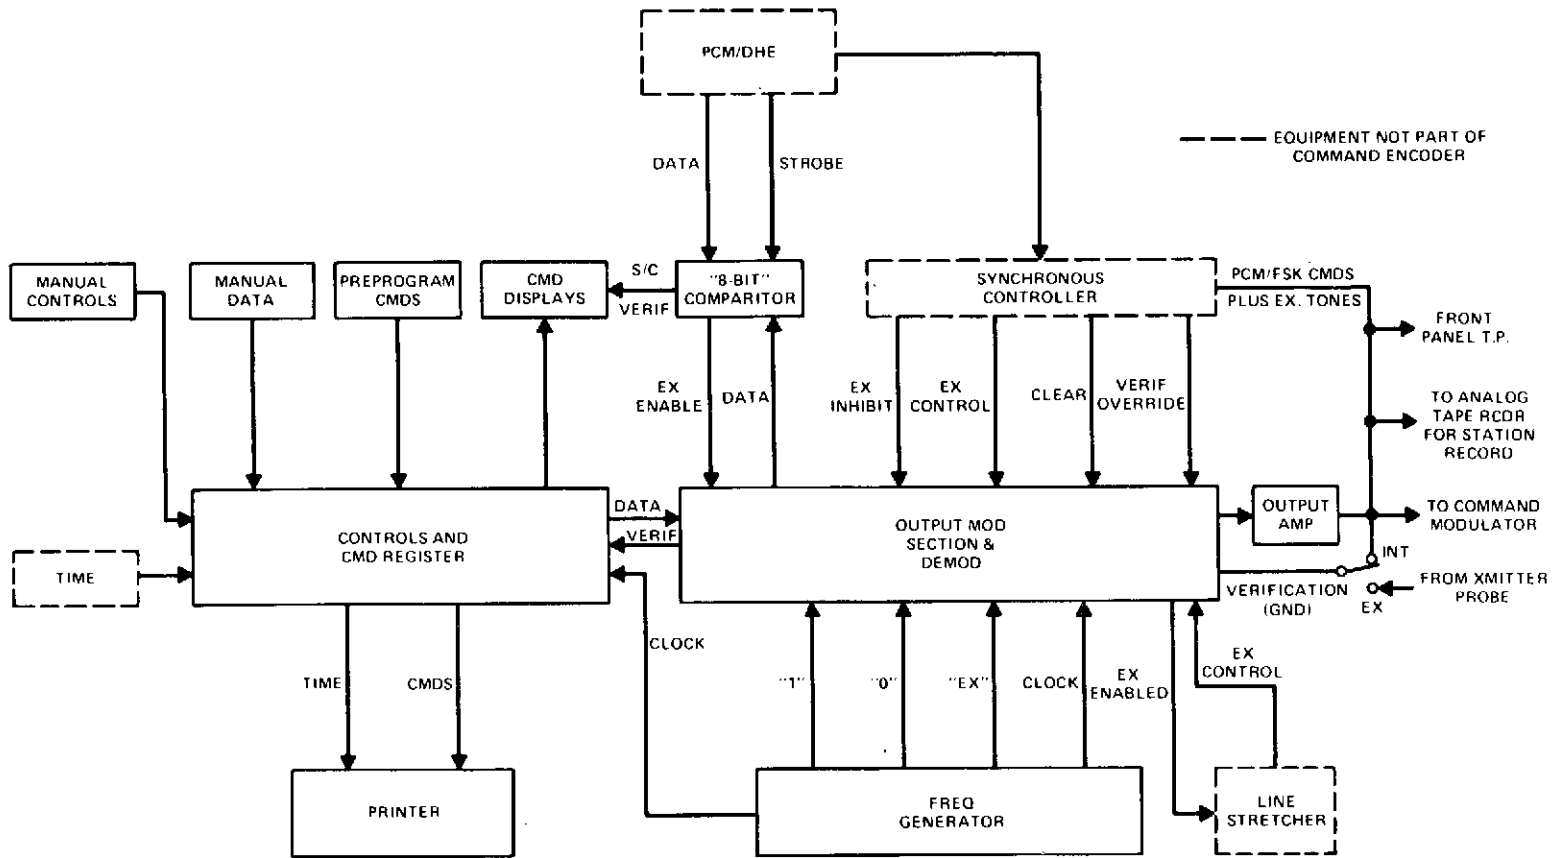 PCM/DHE
EQUIPMENT NOT PART OF
COMMAND ENCODER
DATA
STROBE
MANUAL
CONTROLS
MANUAL
DATA
PREPROGRAM
CMDS
CMD
DISPLAYS
S/C
VERIF
"8-BIT"
COMPARITOR
SYNCHRONOUS
CONTROLLER
PCM/FSK CMDS
PLUS EX. TONES
FRONT
PANEL T.P.
EX
ENABLE
DATA
EX
INHIBIT
EX
CONTROL
CLEAR
VERIF
OVERRIDE
TO ANALOG
TAPE RCDR
FOR STATION
RECORD
CONTROLS AND
CMD REGISTER
DATA
VERIF
OUTPUT MOD
SECTION &
DEMOD
OUTPUT
AMP
TO COMMAND
MODULATOR
INT
TIME
VERIFICATION
(GND)
EX
FROM XMITTER
PROBE
CLOCK
TIME
CMDS
"1"
"0"
"EX"
CLOCK
EX
ENABLED
EX
CONTROL
PRINTER
FREQ
GENERATOR
LINE
STRETCHER